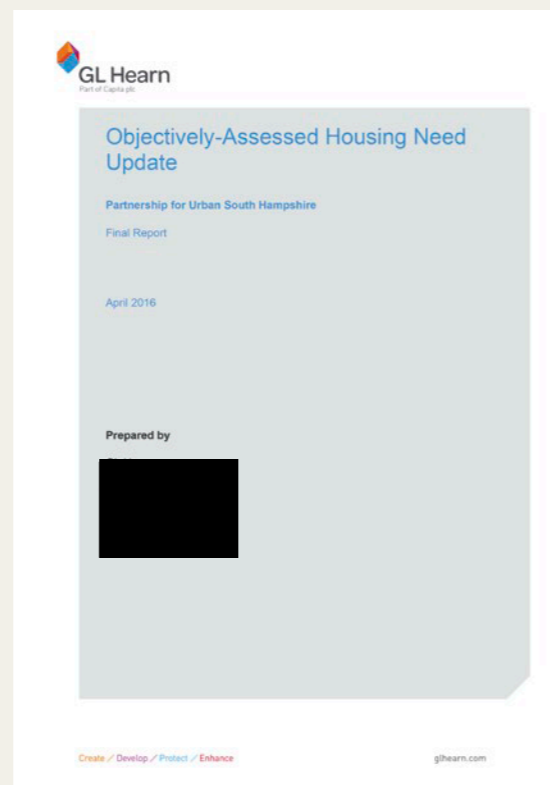 GL Hearn
Part of Capita plc
Objectively-Assessed Housing Need
Update
Partnership for Urban South Hampshire
Final Report
April 2016
Prepared by
Create / Develop / Protect / Enhance
glhearn.com